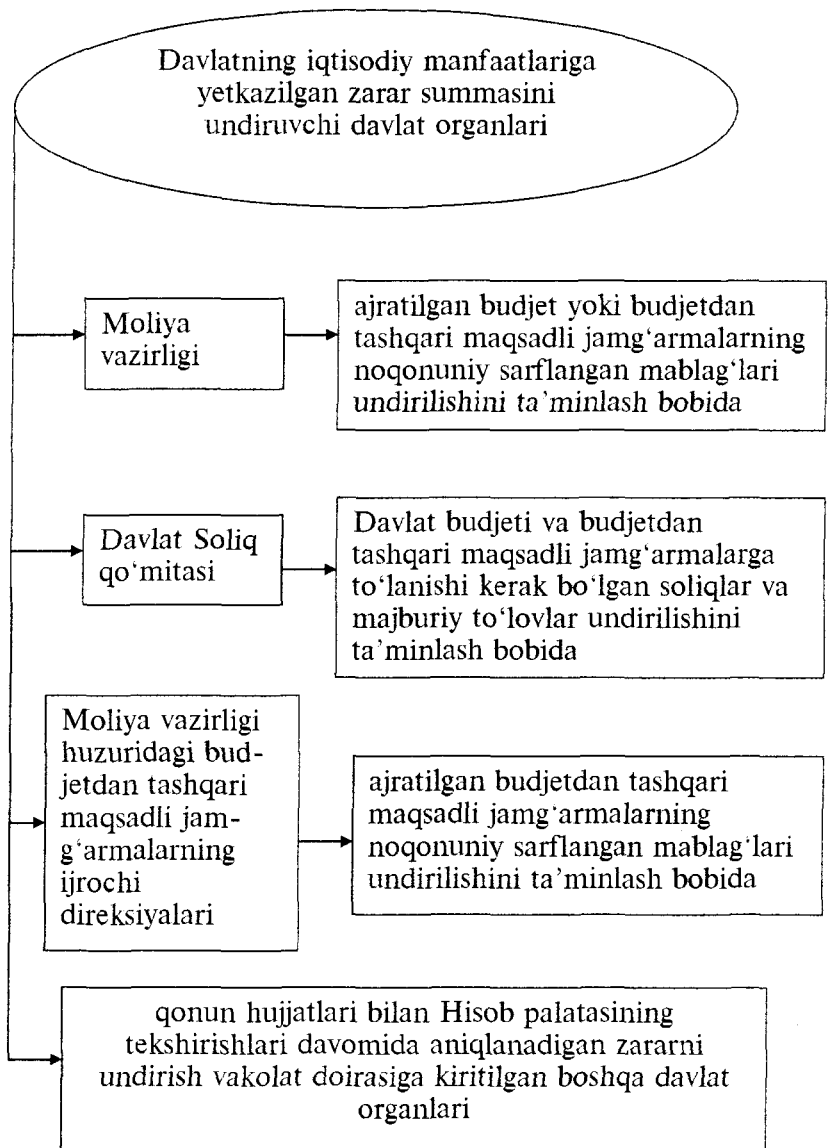 Davlatning iqtisodiy manfaatlariga
yetkazilgan zarar summasini
undiruvchi davlat organlari
Moliya
vazirligi
ajratilgan budjet yoki budjetdan
tashqari maqsadli jamg‘armalarning
noqonuniy sarflangan mablag‘lari
undirilishini ta’minlash bobida
Davlat Soliq
qo‘mitasi
Davlat budjeti va budjetdan
tashqari maqsadli jamg‘armalarga
to‘lanishi kerak bo‘lgan soliqlar va
majburiy to‘lovlar undirilishini
ta’minlash bobida
Moliya vazirligi
huzuridagi bud-
jetdan tashqari
maqsadli jam-
g‘armalarning
ijrochi
direksiyalari
ajratilgan budjetdan tashqari
maqsadli jamg‘armalarning
noqonuniy sarflangan mablag‘lari
undirilishini ta’minlash bobida
qonun hujjatlari bilan Hisob palatasining
tekshirishlari davomida aniqlanadigan zararni
undirish vakolat doirasiga kiritilgan boshqa davlat
organlari